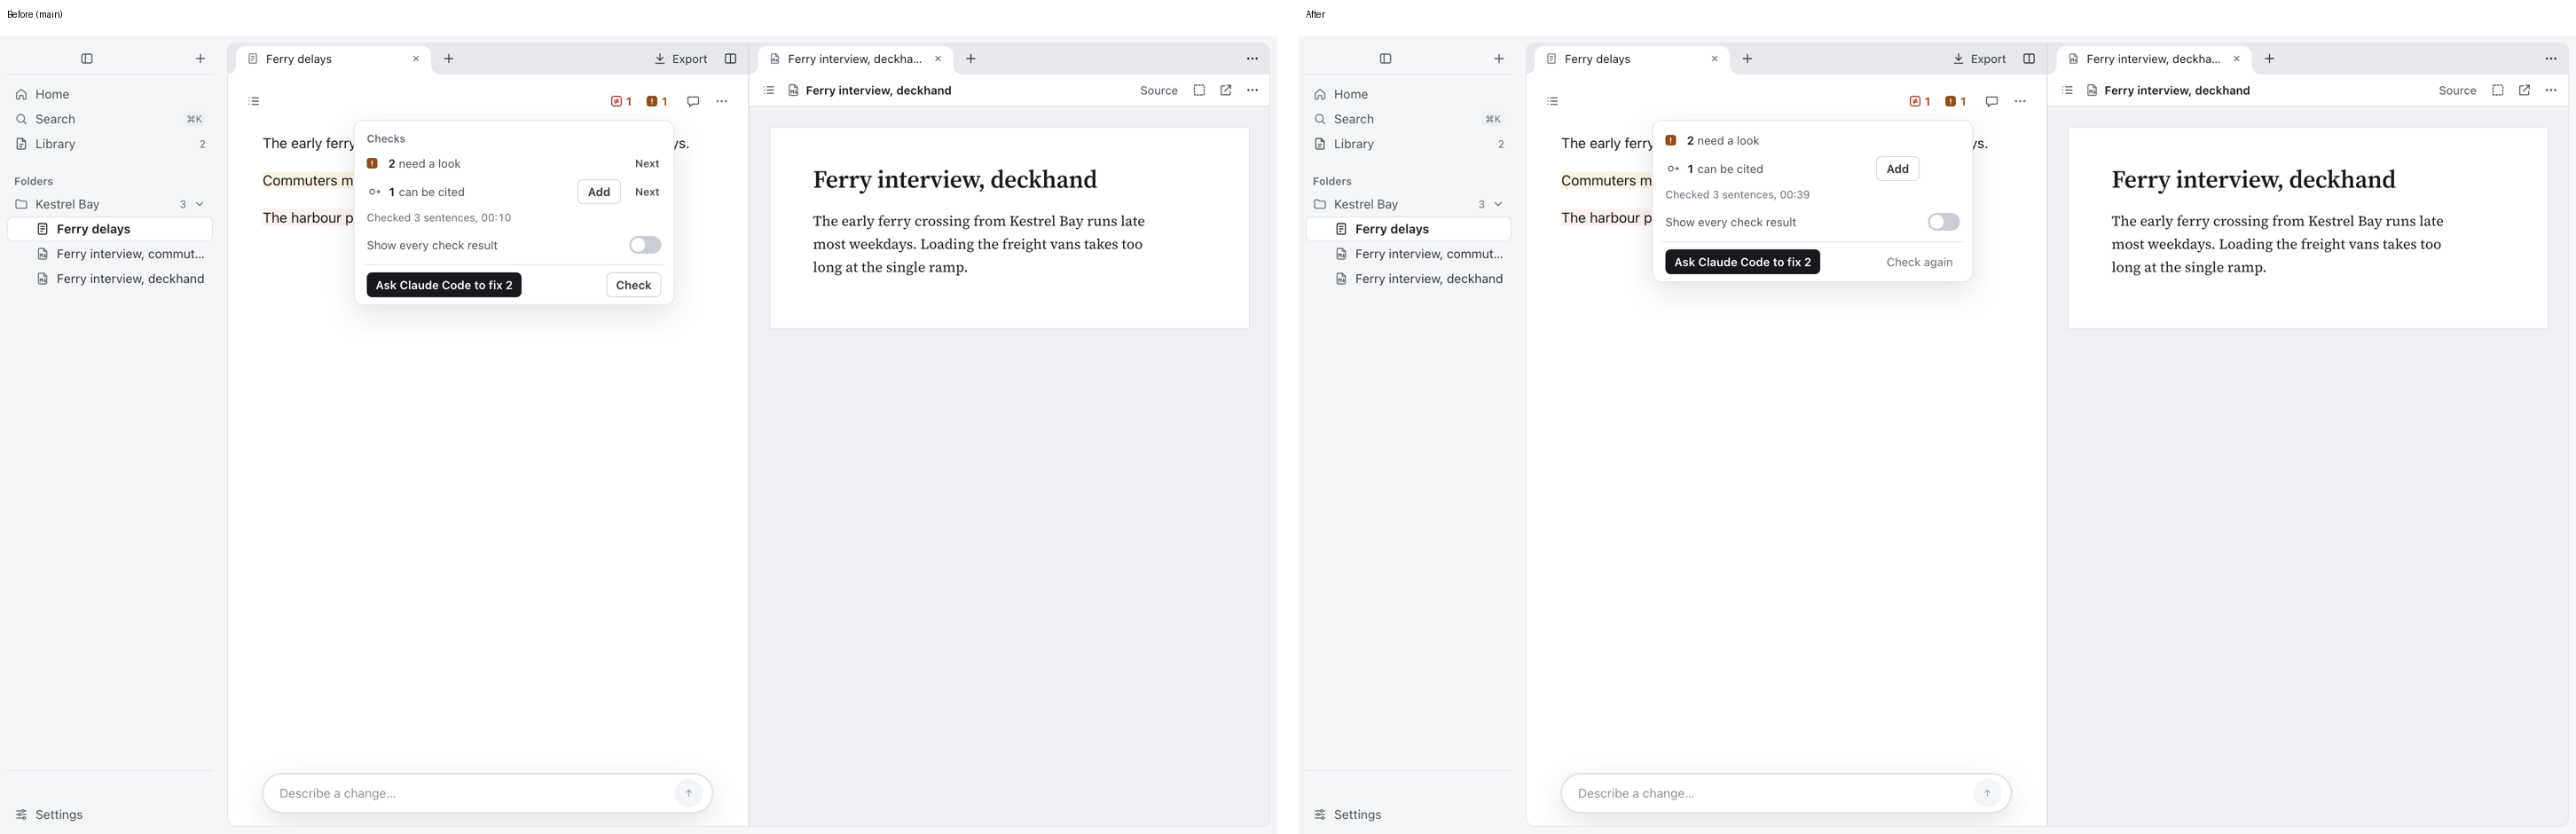 Before (main)
Ferry delays
Export
Ferry interview, deckha...
Home
Search
⌘K
Library
2
Folders
Kestrel Bay
3
Ferry delays
Ferry interview, commut...
Ferry interview, deckhand
Settings
1
1
The early ferry
ys.
Commuters m
The harbour p
Checks
2 need a look
Next
1 can be cited
Add
Next
Checked 3 sentences, 00:10
Show every check result
Ask Claude Code to fix 2
Check
Describe a change...
Ferry interview, deckhand
Source
Ferry interview, deckhand
The early ferry crossing from Kestrel Bay runs late
most weekdays. Loading the freight vans takes too
long at the single ramp.
After
Ferry delays
Export
Ferry interview, deckha...
Home
Search
⌘K
Library
2
Folders
Kestrel Bay
3
Ferry delays
Ferry interview, commut...
Ferry interview, deckhand
Settings
1
1
The early ferry
ys.
Commuters m
The harbour p
2 need a look
1 can be cited
Add
Checked 3 sentences, 00:39
Show every check result
Ask Claude Code to fix 2
Check again
Describe a change...
Ferry interview, deckhand
Source
Ferry interview, deckhand
The early ferry crossing from Kestrel Bay runs late
most weekdays. Loading the freight vans takes too
long at the single ramp.